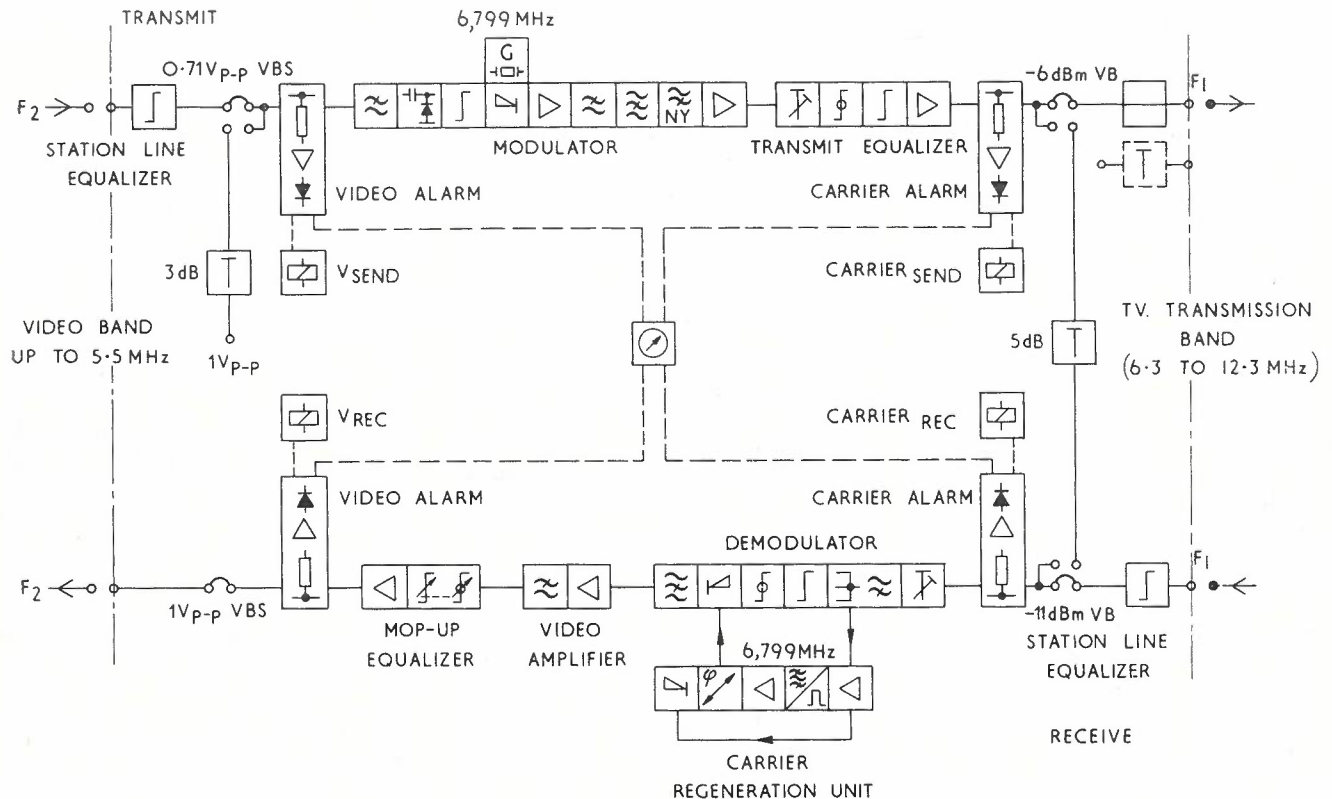 TRANSMIT
6,799 MHz
G
0·71Vp-p VBS
-6dBm VB
F1
F2
NY
STATION LINE
EQUALIZER
MODULATOR
TRANSMIT EQUALIZER
VIDEO ALARM
CARRIER ALARM
3dB
VSEND
CARRIER SEND
VIDEO BAND
UP TO 5·5 MHz
1Vp-p
5dB
TV. TRANSMISSION
BAND
(6·3 TO 12·3 MHz)
VREC
CARRIER REC
VIDEO ALARM
CARRIER ALARM
DEMODULATOR
F1
F2
1Vp-p VBS
-11dBm VB
MOP-UP
EQUALIZER
VIDEO
AMPLIFIER
6,799MHz
STATION LINE
EQUALIZER
φ
RECEIVE
CARRIER
REGENERATION UNIT